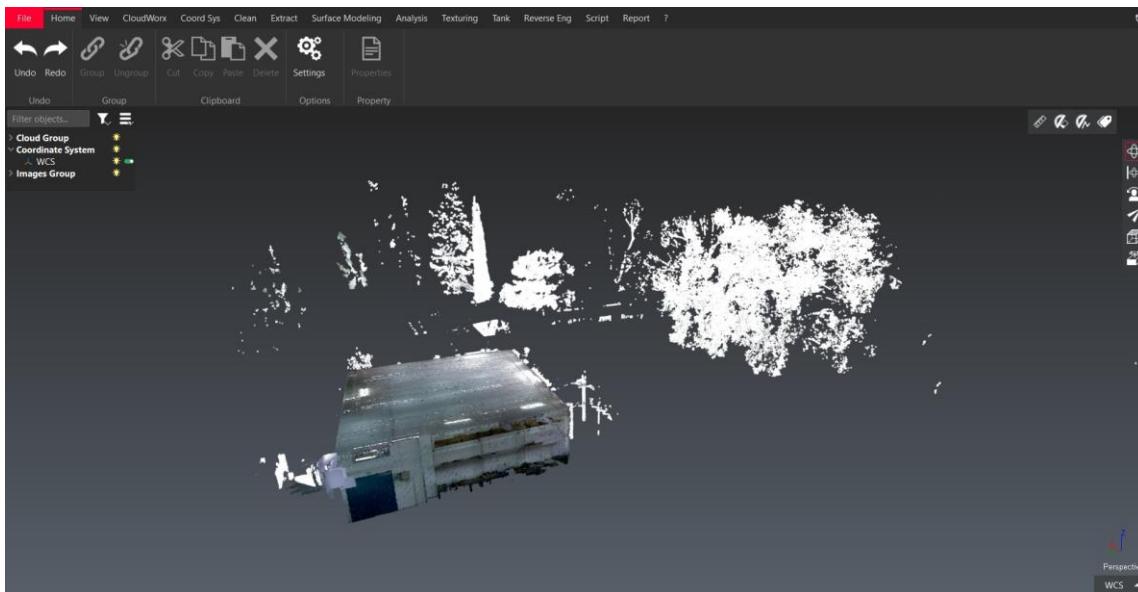 File Home View CloudWorx Coord Sys Clean Extract Surface Modeling Analysis Texturing Tank Reverse Eng Script Report ?
Undo Redo Group Ungroup Cut Copy Paste Delete Settings Properties
Undo Group Clipboard Options Property
Filter objects...
Cloud Group
Coordinate System
WCS
Images Group
Z
Perspective
WCS